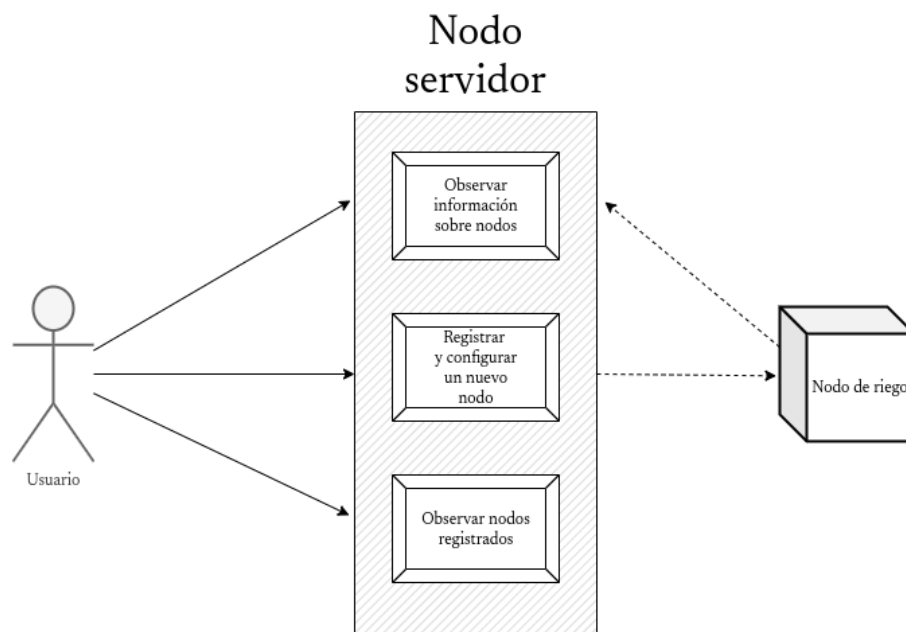 Nodo
servidor
Observar
información
sobre nodos
Registrar
y configurar
un nuevo
nodo
Observar nodos
registrados
Usuario
Nodo de riego